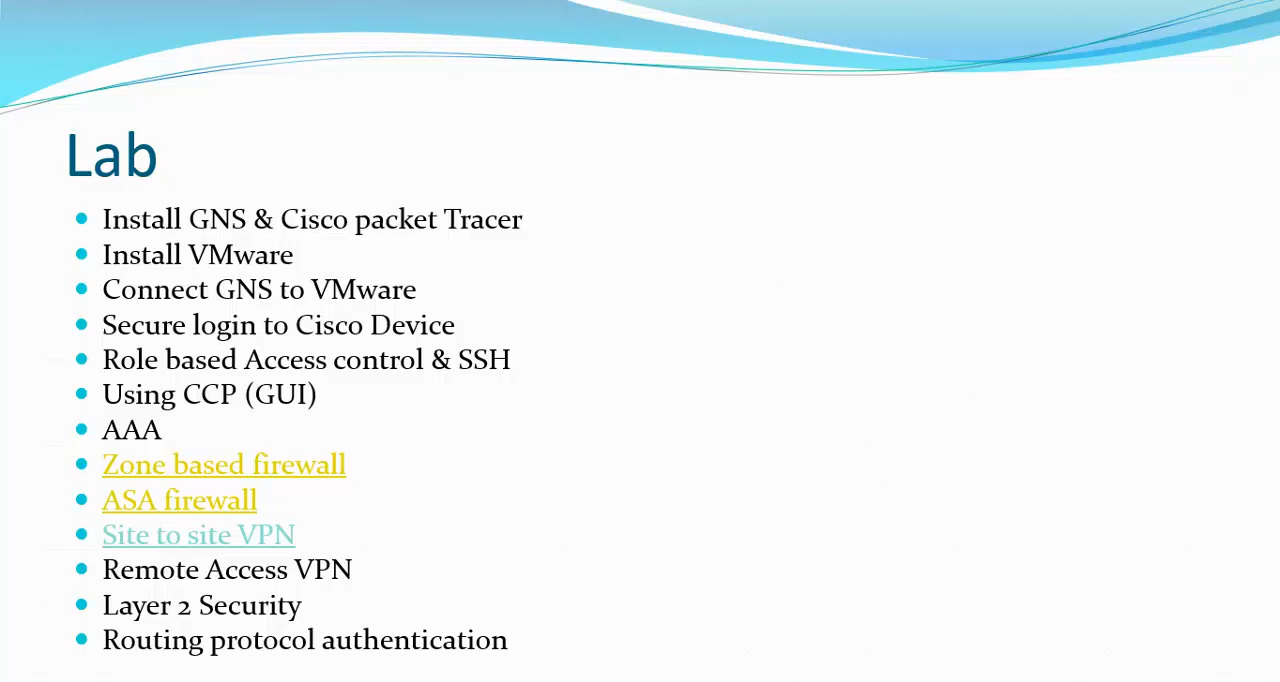 Lab
Install GNS & Cisco packet Tracer
Install VMware
Connect GNS to VMware
Secure login to Cisco Device
Role based Access control & SSH
Using CCP (GUI)
AAA
Zone based firewall
ASA firewall
Site to site VPN
Remote Access VPN
Layer 2 Security
Routing protocol authentication